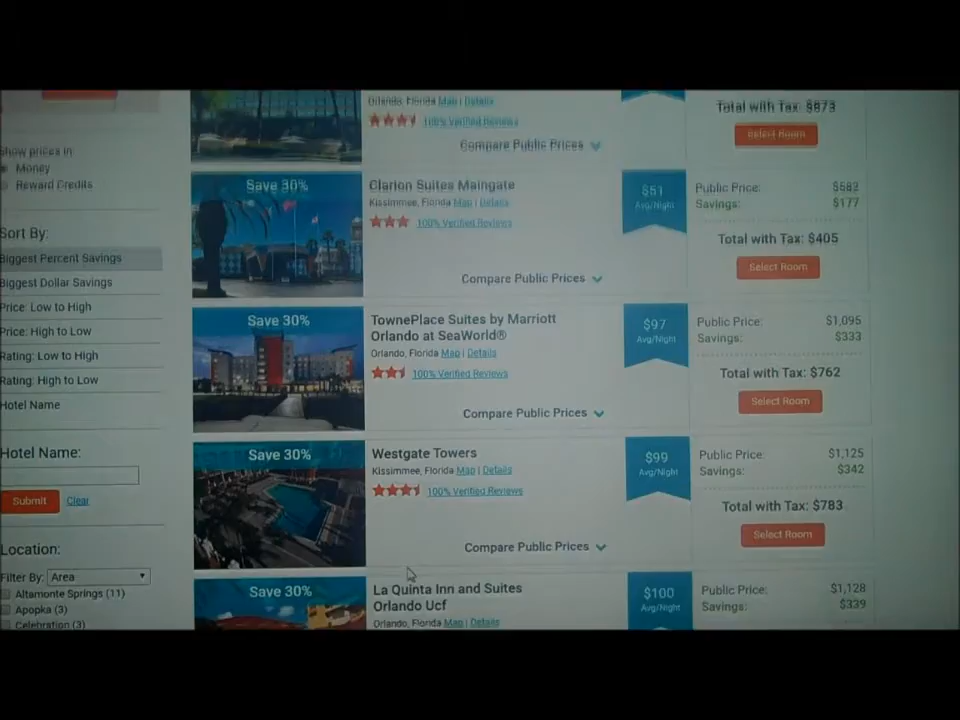 Show prices in
Money
Reward Credits
Sort By:
Biggest Percent Savings
Biggest Dollar Savings
Price: Low to High
Price: High to Low
Rating: Low to High
Rating: High to Low
Hotel Name
Hotel Name:
Submit Clear
Location:
Filter By: Area
Altamonte Springs (11)
Apopka (3)
Celebration (3)
Orlando, Florida Map | Details
100% Verified Reviews
Compare Public Prices
Total with Tax: $873
Select Room
Save 30%
Clarion Suites Maingate
Kissimmee, Florida Map | Details
100% Verified Reviews
Compare Public Prices
$51
Avg/Night
Public Price: $582
Savings: $177
Total with Tax: $405
Select Room
Save 30%
TownePlace Suites by Marriott
Orlando at SeaWorld®
Orlando, Florida Map | Details
100% Verified Reviews
Compare Public Prices
$97
Avg/Night
Public Price: $1,095
Savings: $333
Total with Tax: $762
Select Room
Save 30%
Westgate Towers
Kissimmee, Florida Map | Details
100% Verified Reviews
Compare Public Prices
$99
Avg/Night
Public Price: $1,125
Savings: $342
Total with Tax: $783
Select Room
Save 30%
La Quinta Inn and Suites
Orlando Ucf
Orlando, Florida Map | Details
$100
Avg/Night
Public Price: $1,128
Savings: $339